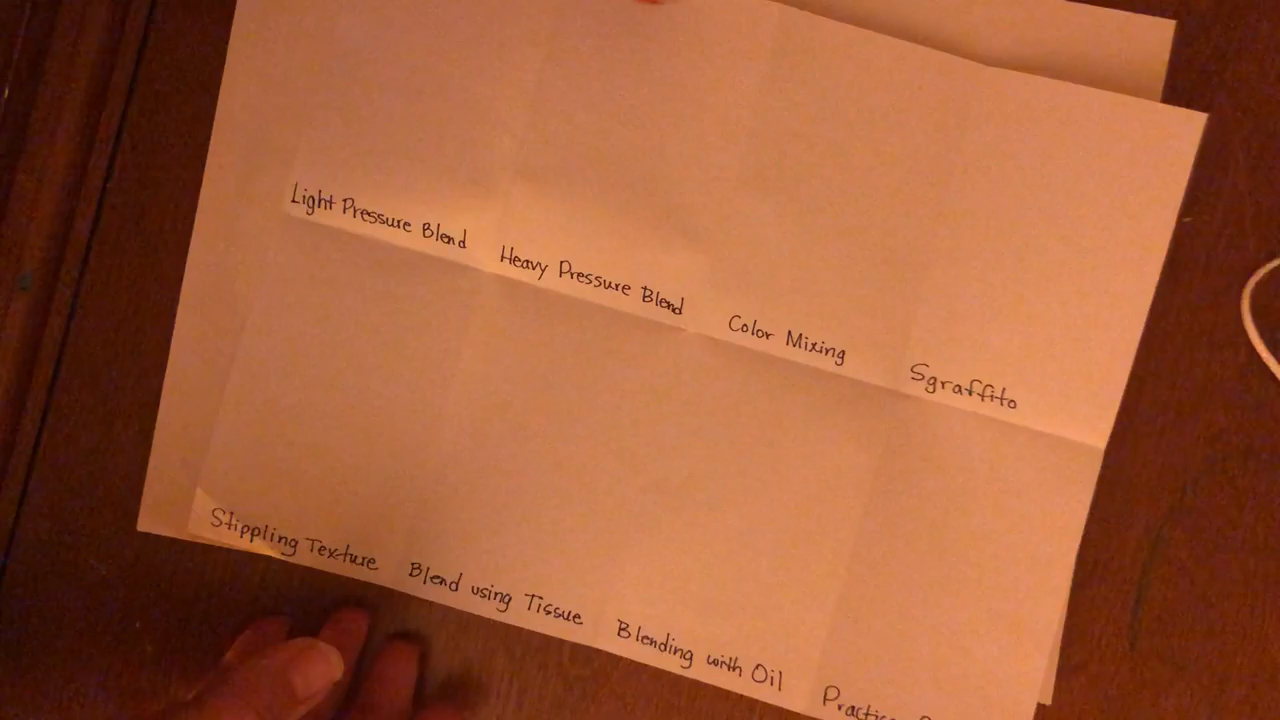 Light Pressure Blend Heavy Pressure Blend Color Mixing Sgraffito
Stippling Texture Blend using Tissue Blending with Oil